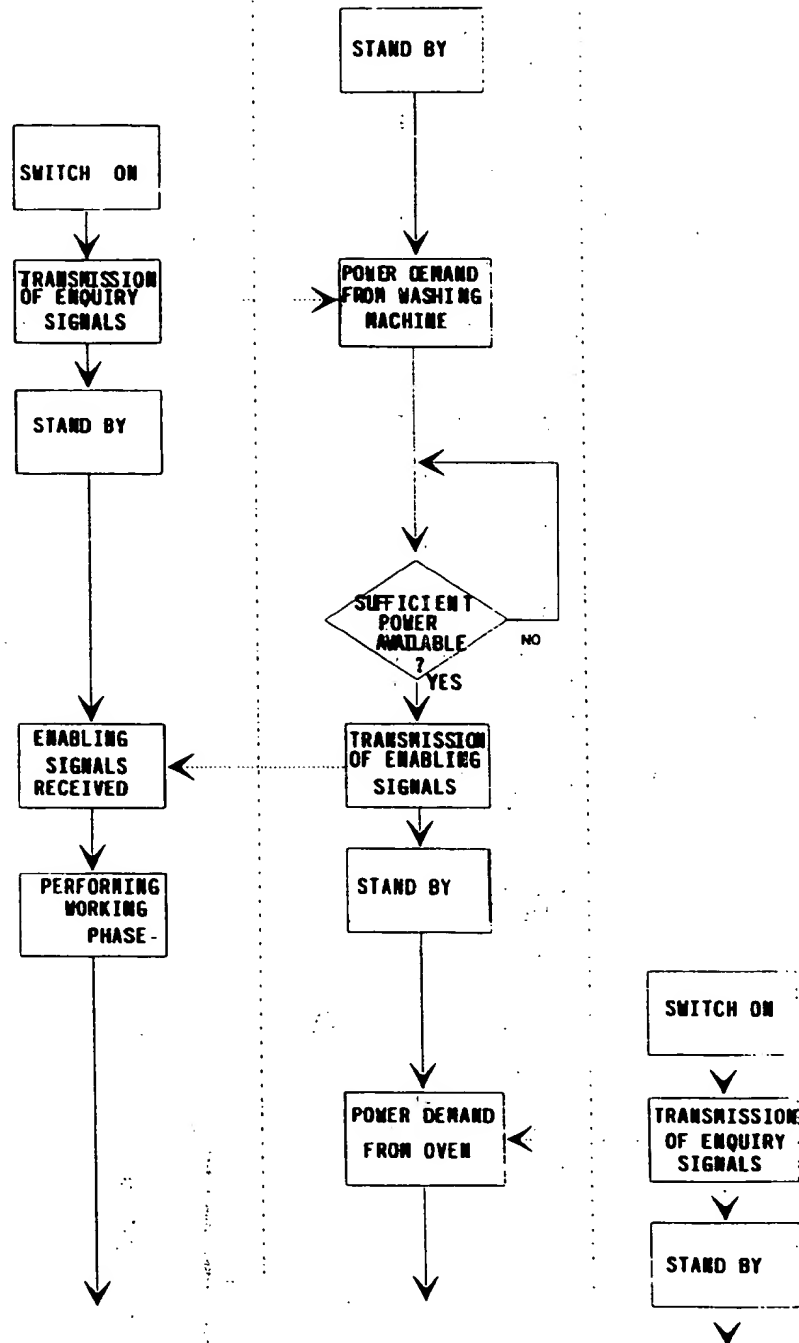 STAND BY
SWITCH ON
TRANSMISSION
OF ENQUIRY
SIGNALS
POWER DEMAND
FROM WASHING
MACHINE
STAND BY
SUFFICIENT
POWER
AVAILABLE
?
NO
YES
ENABLING
SIGNALS
RECEIVED
TRANSMISSION
OF ENABLING
SIGNALS
PERFORMING
WORKING
PHASE-
STAND BY
SWITCH ON
POWER DEMAND
FROM OVEN
TRANSMISSION
OF ENQUIRY
SIGNALS
STAND BY